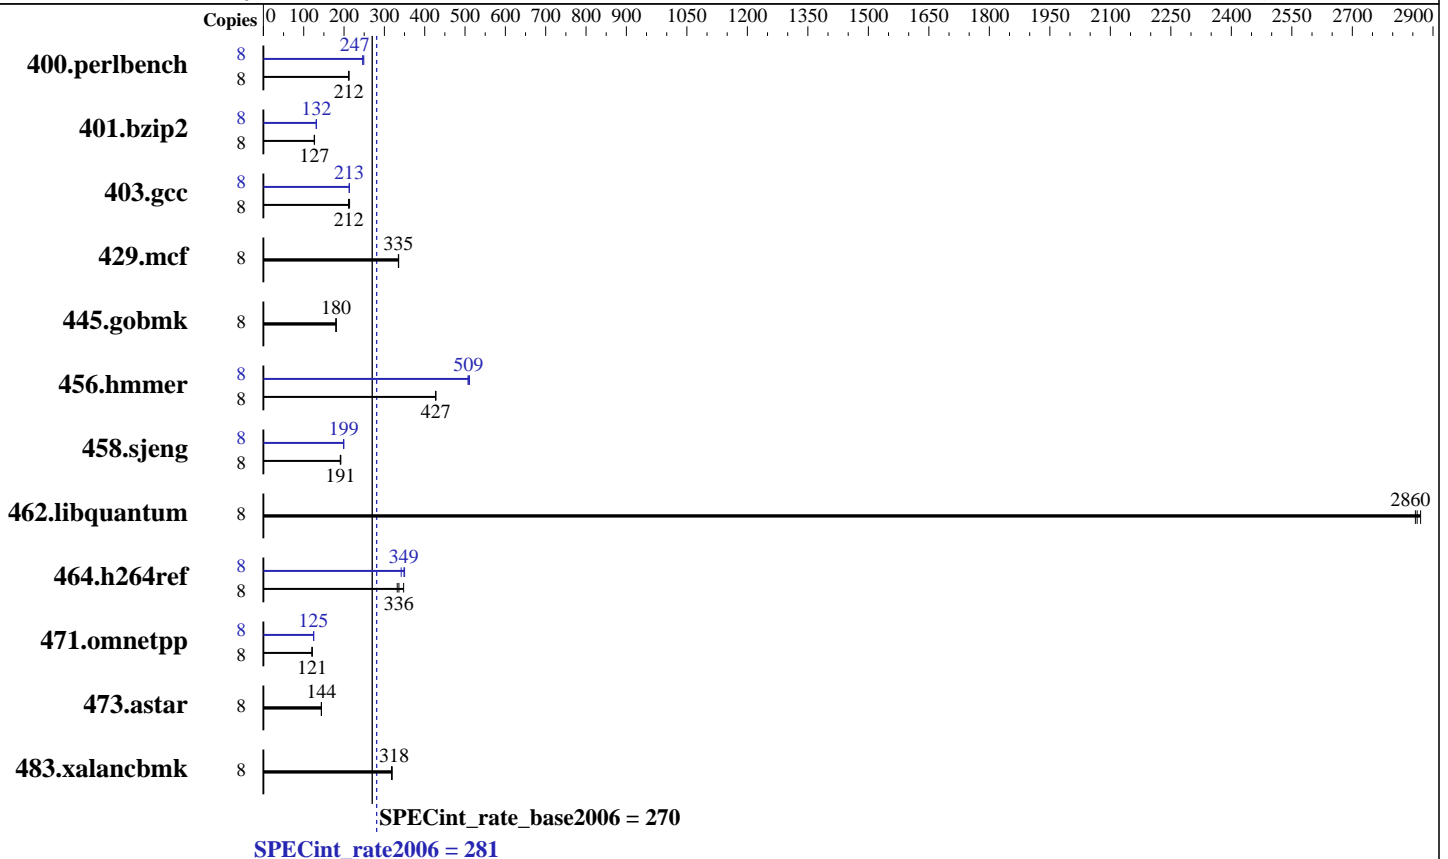 Copies 0 100 200 300 400 500 600 700 800 900 1050 1200 1350 1500 1650 1800 1950 2100 2250 2400 2550 2700 2900
400.perlbench 8 247
8 212
401.bzip2 8 132
8 127
403.gcc 8 213
8 212
429.mcf 8 335
445.gobmk 8 180
456.hmmer 8 509
8 427
458.sjeng 8 199
8 191
462.libquantum 8 2860
464.h264ref 8 349
8 336
471.omnetpp 8 125
8 121
473.astar 8 144
483.xalancbmk 8 318
SPECint_rate_base2006 = 270
SPECint_rate2006 = 281